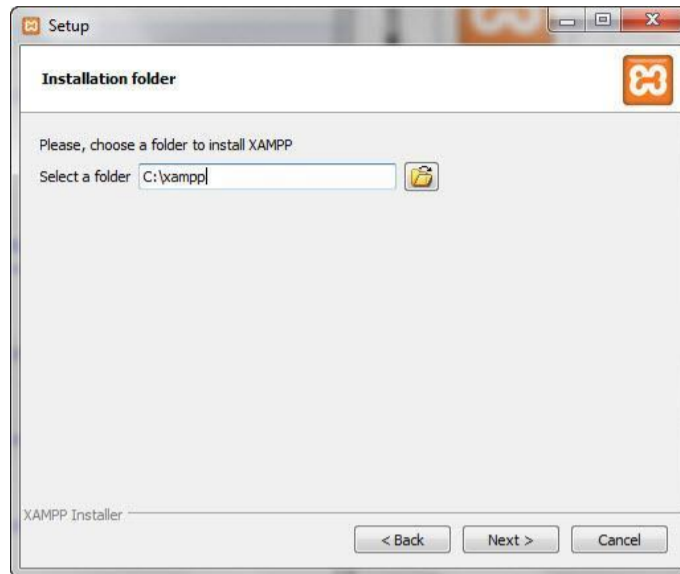 Setup
Installation folder
Please, choose a folder to install XAMPP
Select a folder C:\xampp
XAMPP Installer
< Back Next > Cancel